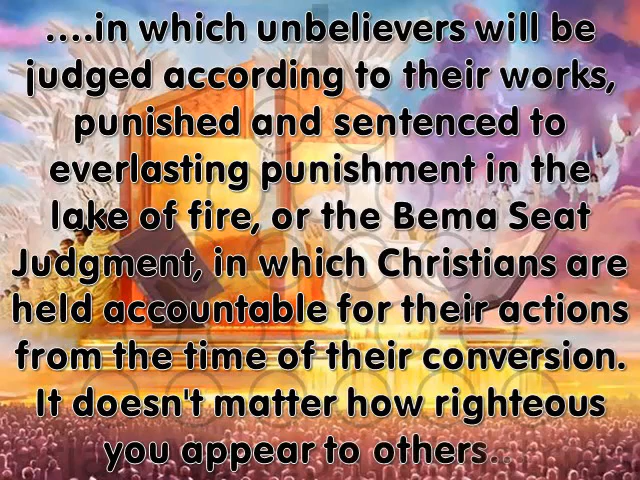 ....in which unbelievers will be
judged according to their works,
punished and sentenced to
everlasting punishment in the
lake of fire, or the Bema Seat
Judgment, in which Christians are
held accountable for their actions
from the time of their conversion.
It doesn't matter how righteous
you appear to others...